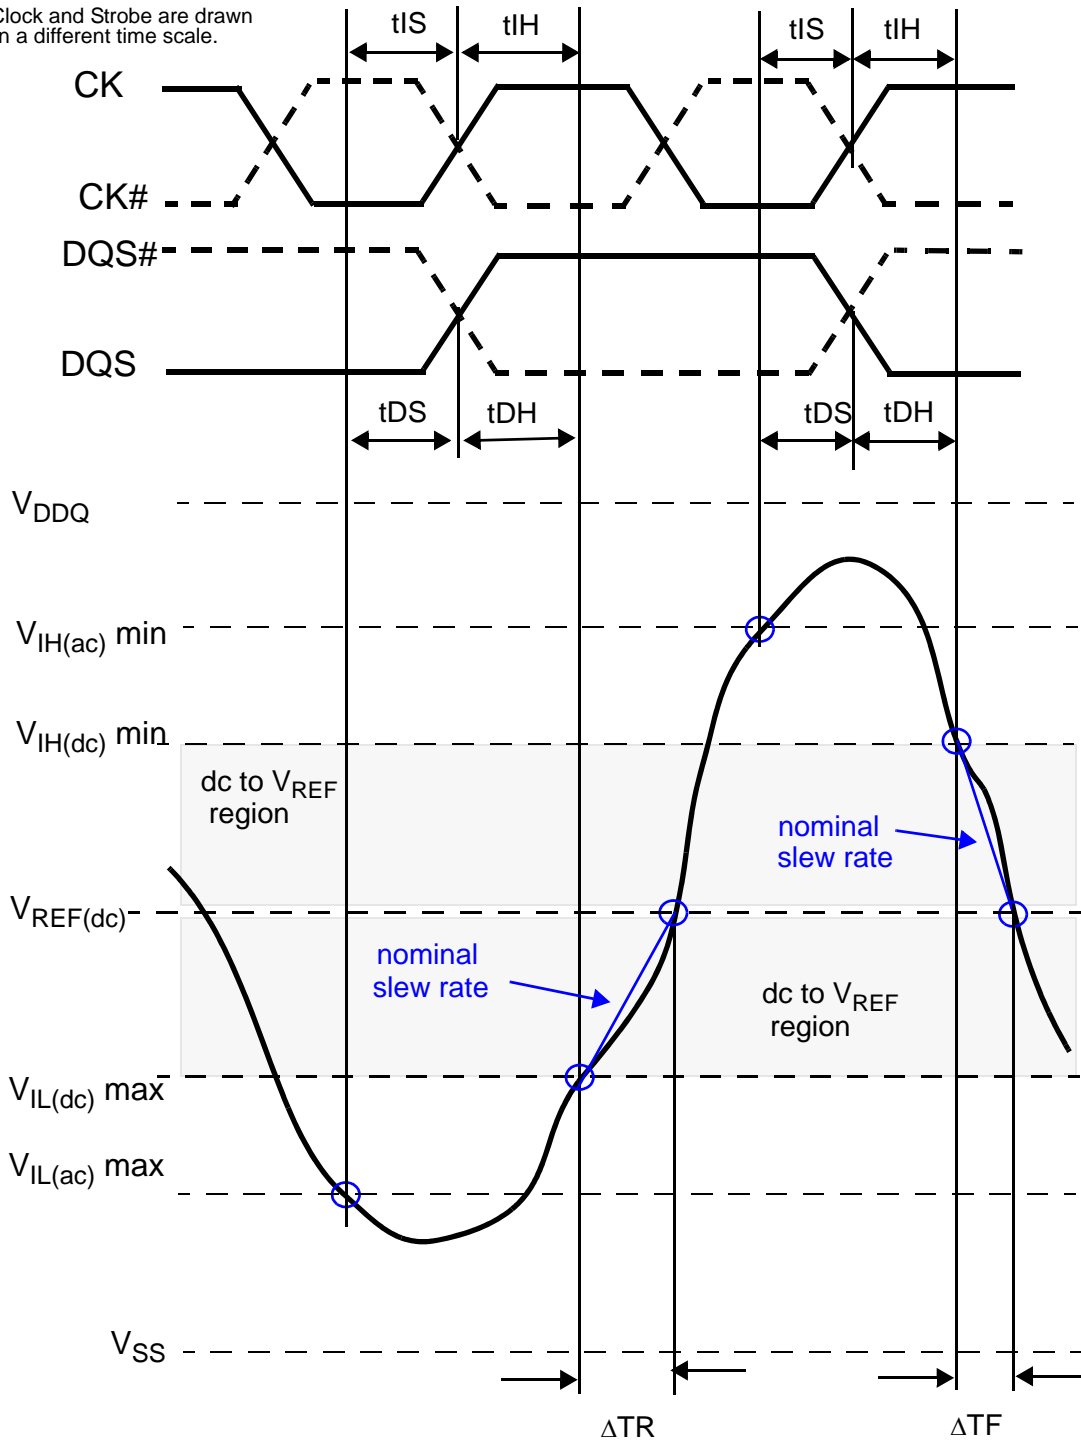 Clock and Strobe are drawn
n a different time scale.
tIS
tIH
tIS
tIH
CK
CK#
DQS#
DQS
tDS
tDH
tDS
tDH
VDDQ
VIH(ac) min
VIH(dc) min
dc to VREF
region
nominal
slew rate
VREF(dc)
nominal
slew rate
dc to VREF
region
VIL(dc) max
VIL(ac) max
VSS
ΔTR
ΔTF